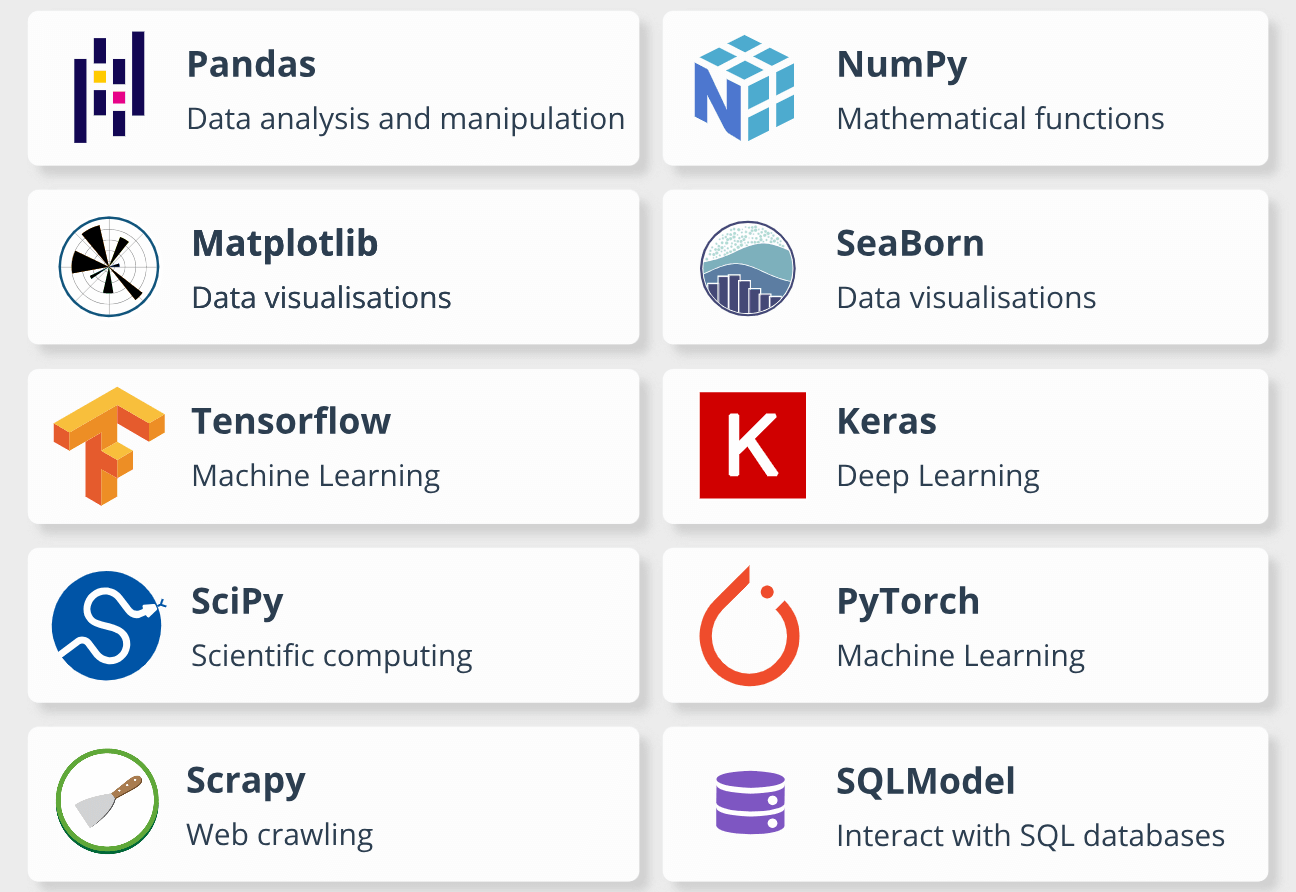 Pandas
Data analysis and manipulation
NumPy
Mathematical functions
Matplotlib
Data visualisations
SeaBorn
Data visualisations
Tensorflow
Machine Learning
K
Keras
Deep Learning
SciPy
Scientific computing
PyTorch
Machine Learning
Scrapy
Web crawling
SQLModel
Interact with SQL databases